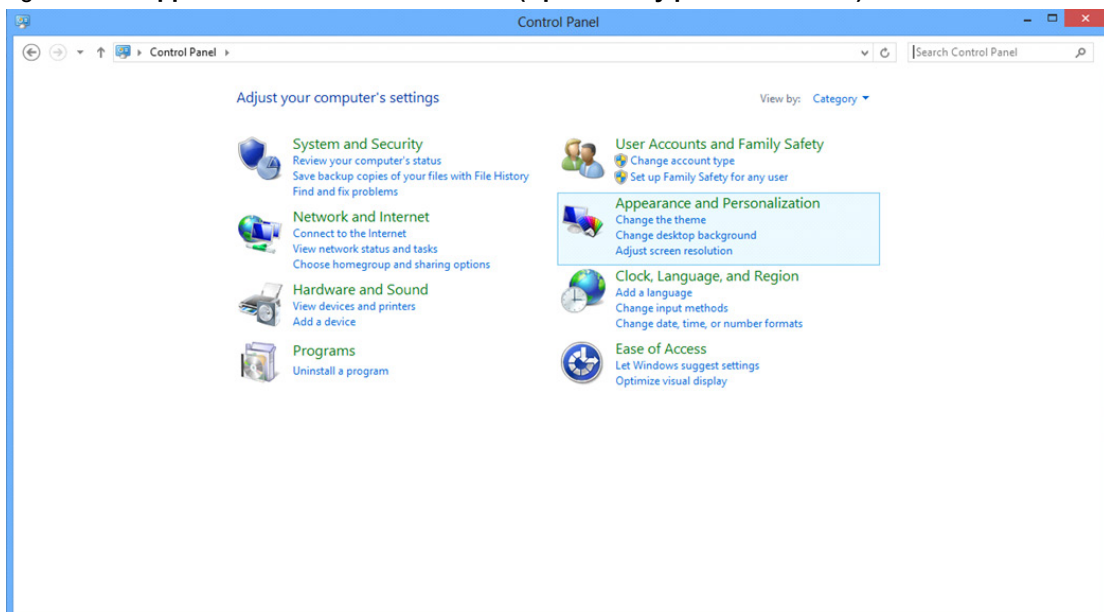 Control Panel
Control Panel
Search Control Panel
Adjust your computer's settings
View by: Category
System and Security
Review your computer's status
Save backup copies of your files with File History
Find and fix problems
Network and Internet
Connect to the Internet
View network status and tasks
Choose homegroup and sharing options
Hardware and Sound
View devices and printers
Add a device
Programs
Uninstall a program
User Accounts and Family Safety
Change account type
Set up Family Safety for any user
Appearance and Personalization
Change the theme
Change desktop background
Adjust screen resolution
Clock, Language, and Region
Add a language
Change input methods
Change date, time, or number formats
Ease of Access
Let Windows suggest settings
Optimize visual display